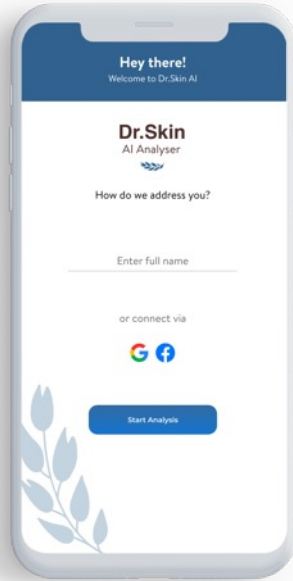 Hey there!
Welcome to Dr.Skin AI
Dr.Skin
AI Analyser
How do we address you?
Enter full name
or connect via
Start Analysis